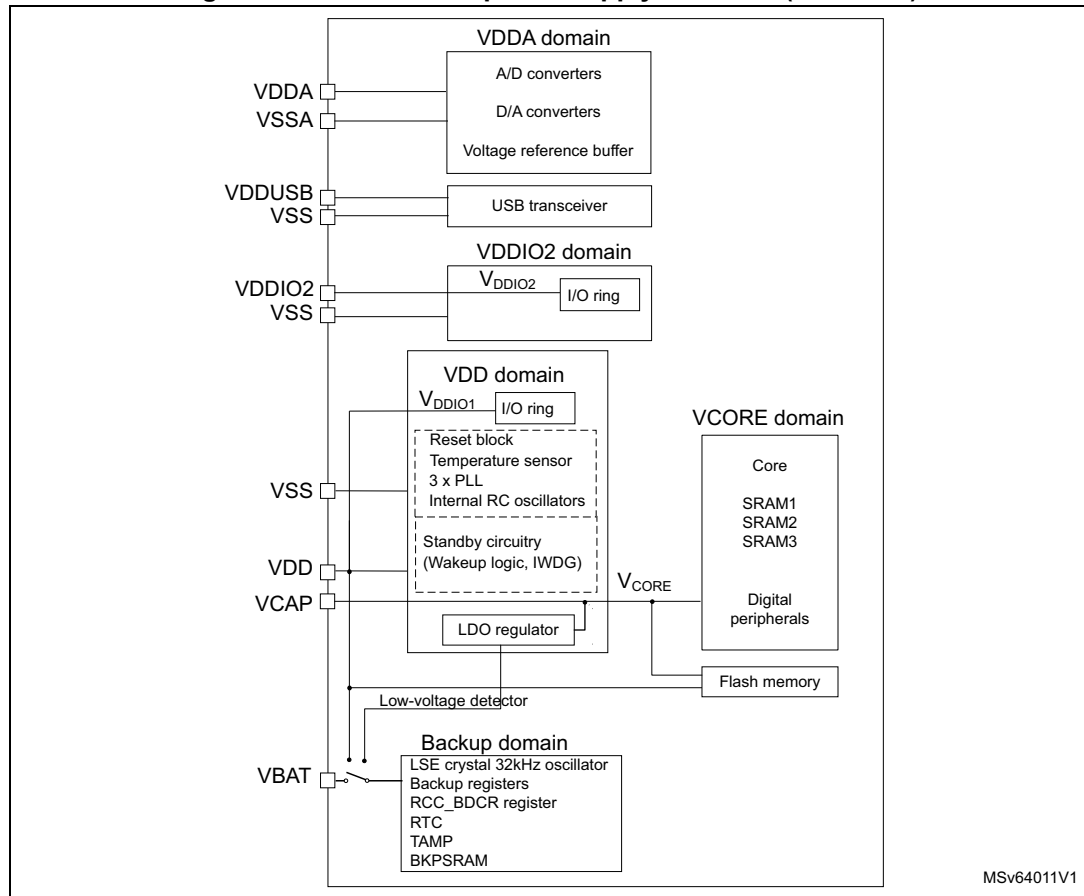 VDDA domain
A/D converters
VDDA
D/A converters
VSSA
Voltage reference buffer
VDDUSB
USB transceiver
VSS
VDDIO2 domain
VDDIO2
VDDIO2
I/O ring
VSS
VDD domain
VDDIO1
I/O ring
VCORE domain
Reset block
Temperature sensor
3 x PLL
Internal RC oscillators
VSS
Core
SRAM1
SRAM2
SRAM3
Standby circuitry
(Wakeup logic, IWDG)
VDD
VCORE
VCAP
Digital
peripherals
LDO regulator
Flash memory
Low-voltage detector
Backup domain
VBAT
LSE crystal 32kHz oscillator
Backup registers
RCC_BDCR register
RTC
TAMP
BKPSRAM
MSv64011V1